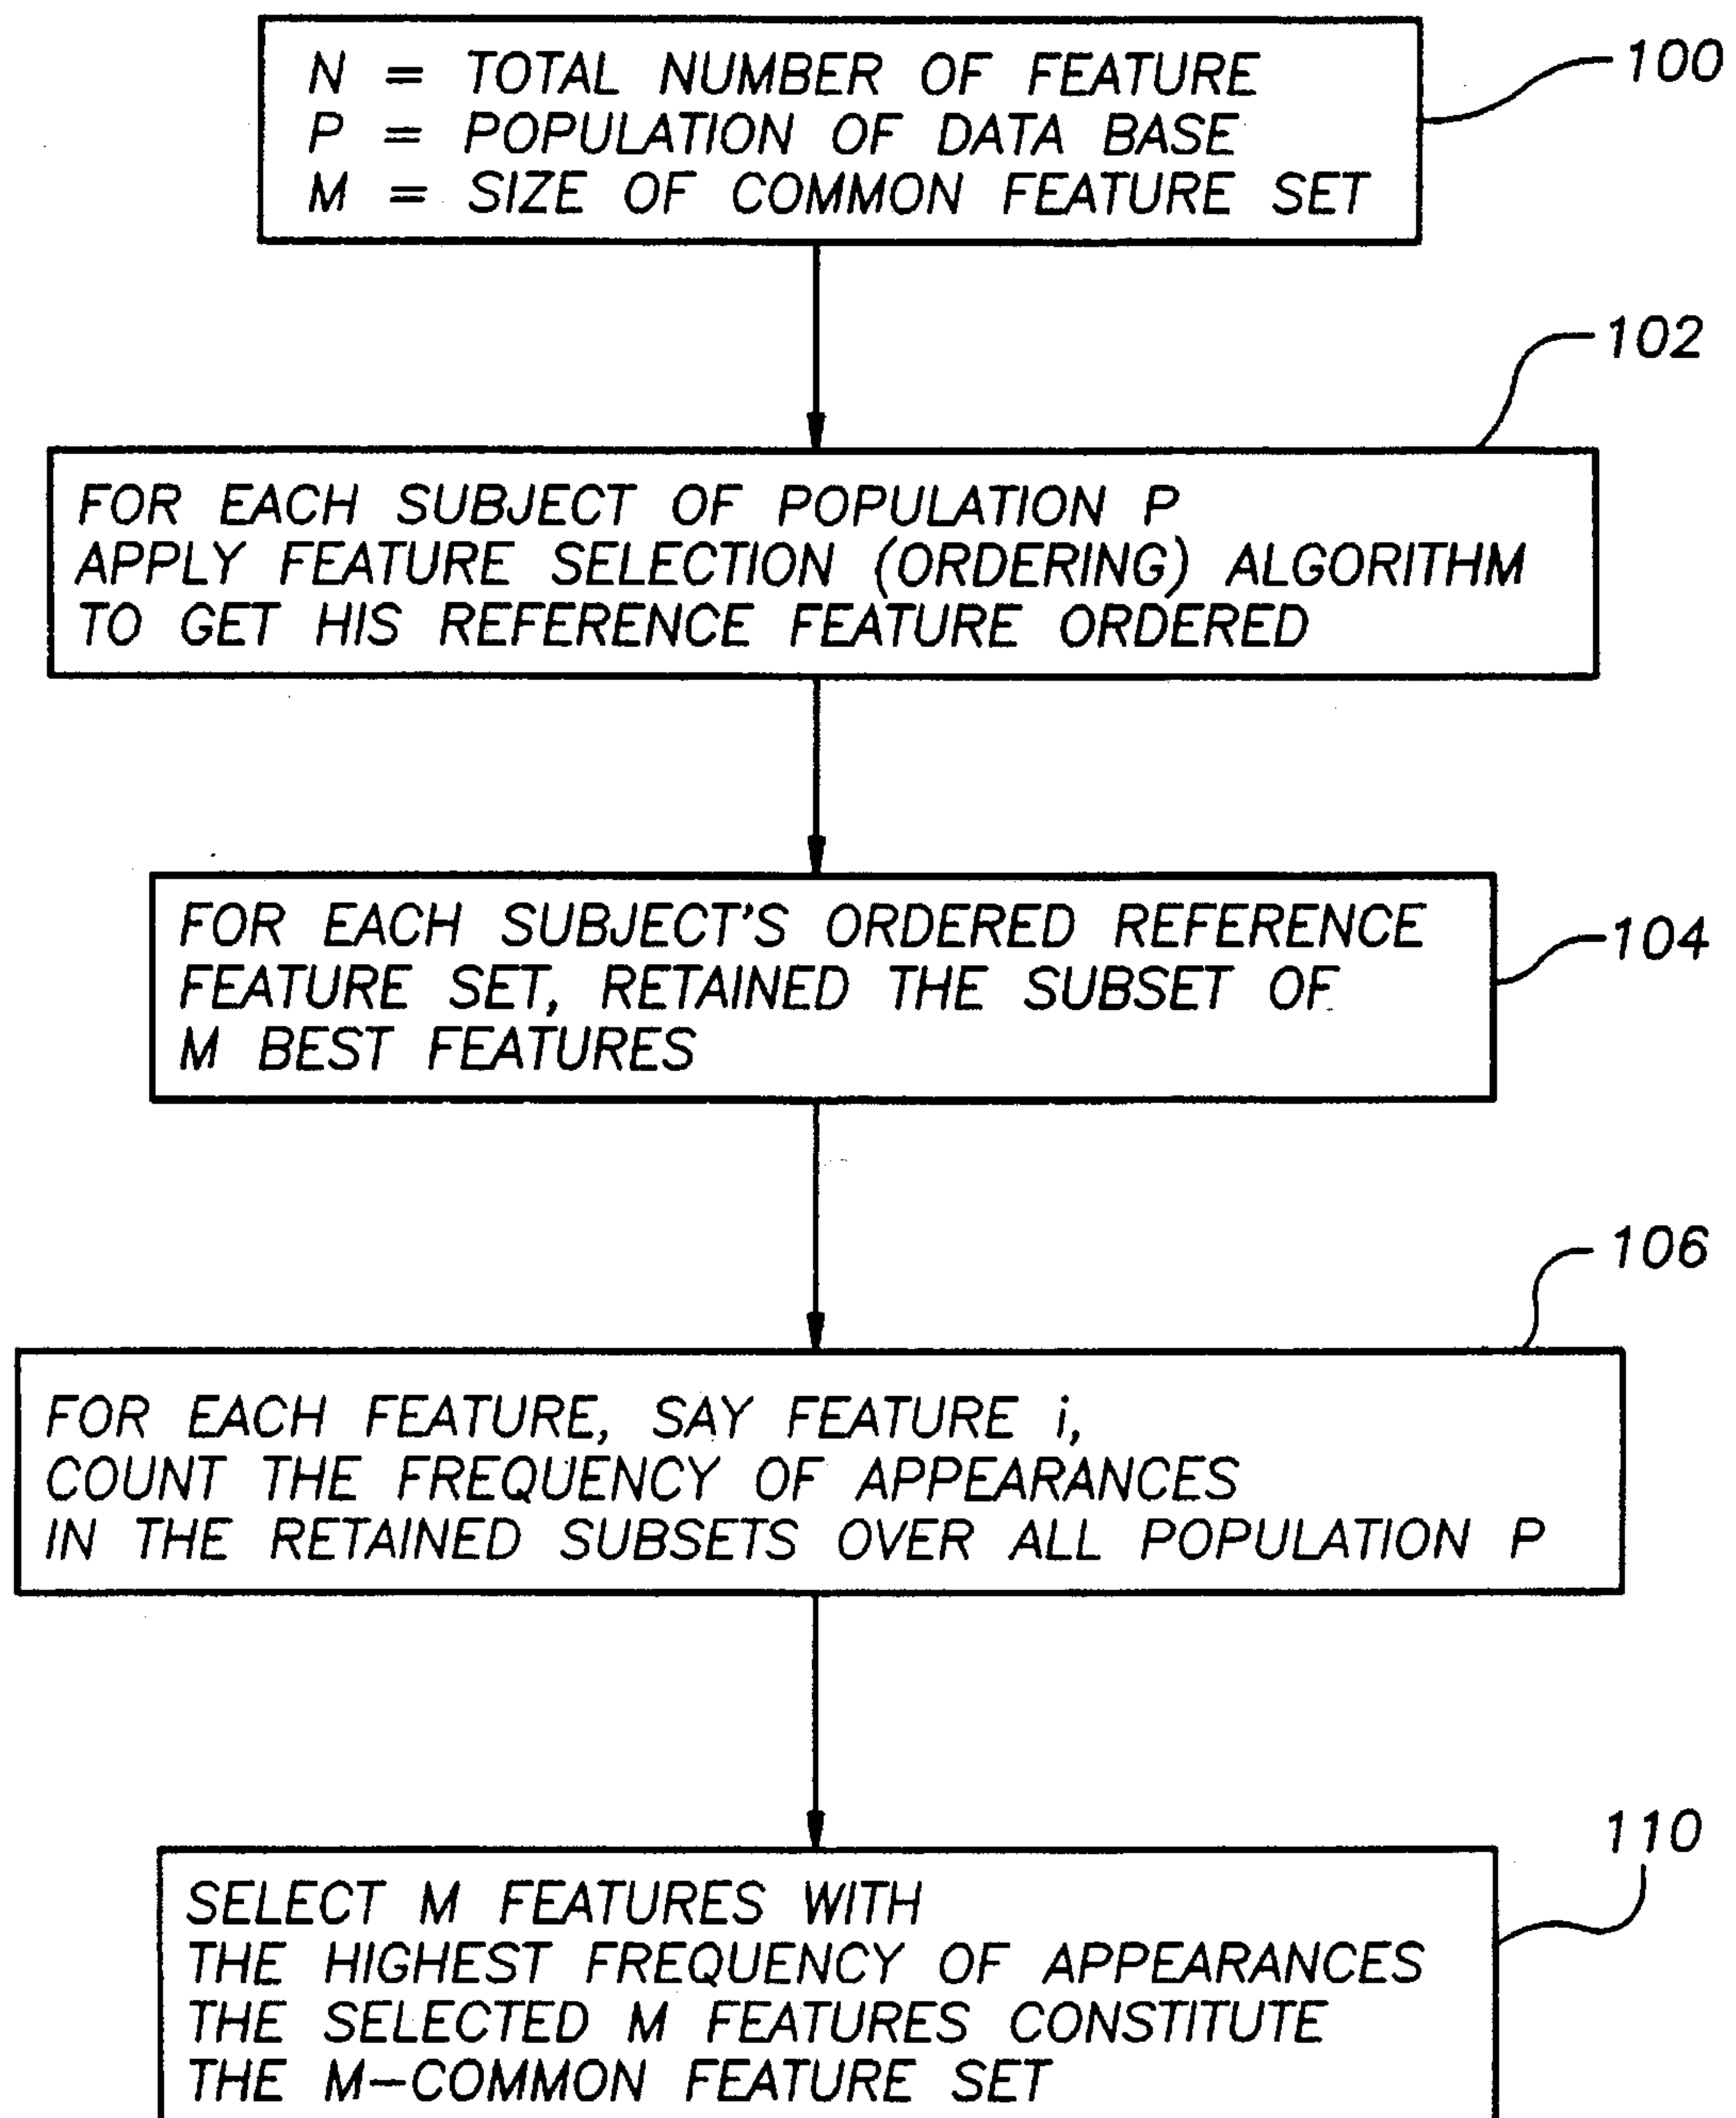 N = TOTAL NUMBER OF FEATURE
P = POPULATION OF DATA BASE
M = SIZE OF COMMON FEATURE SET
100
102
FOR EACH SUBJECT OF POPULATION P
APPLY FEATURE SELECTION (ORDERING) ALGORITHM
TO GET HIS REFERENCE FEATURE ORDERED
FOR EACH SUBJECT'S ORDERED REFERENCE
FEATURE SET, RETAINED THE SUBSET OF
M BEST FEATURES
104
106
FOR EACH FEATURE, SAY FEATURE i,
COUNT THE FREQUENCY OF APPEARANCES
IN THE RETAINED SUBSETS OVER ALL POPULATION P
110
SELECT M FEATURES WITH
THE HIGHEST FREQUENCY OF APPEARANCES
THE SELECTED M FEATURES CONSTITUTE
THE M-COMMON FEATURE SET